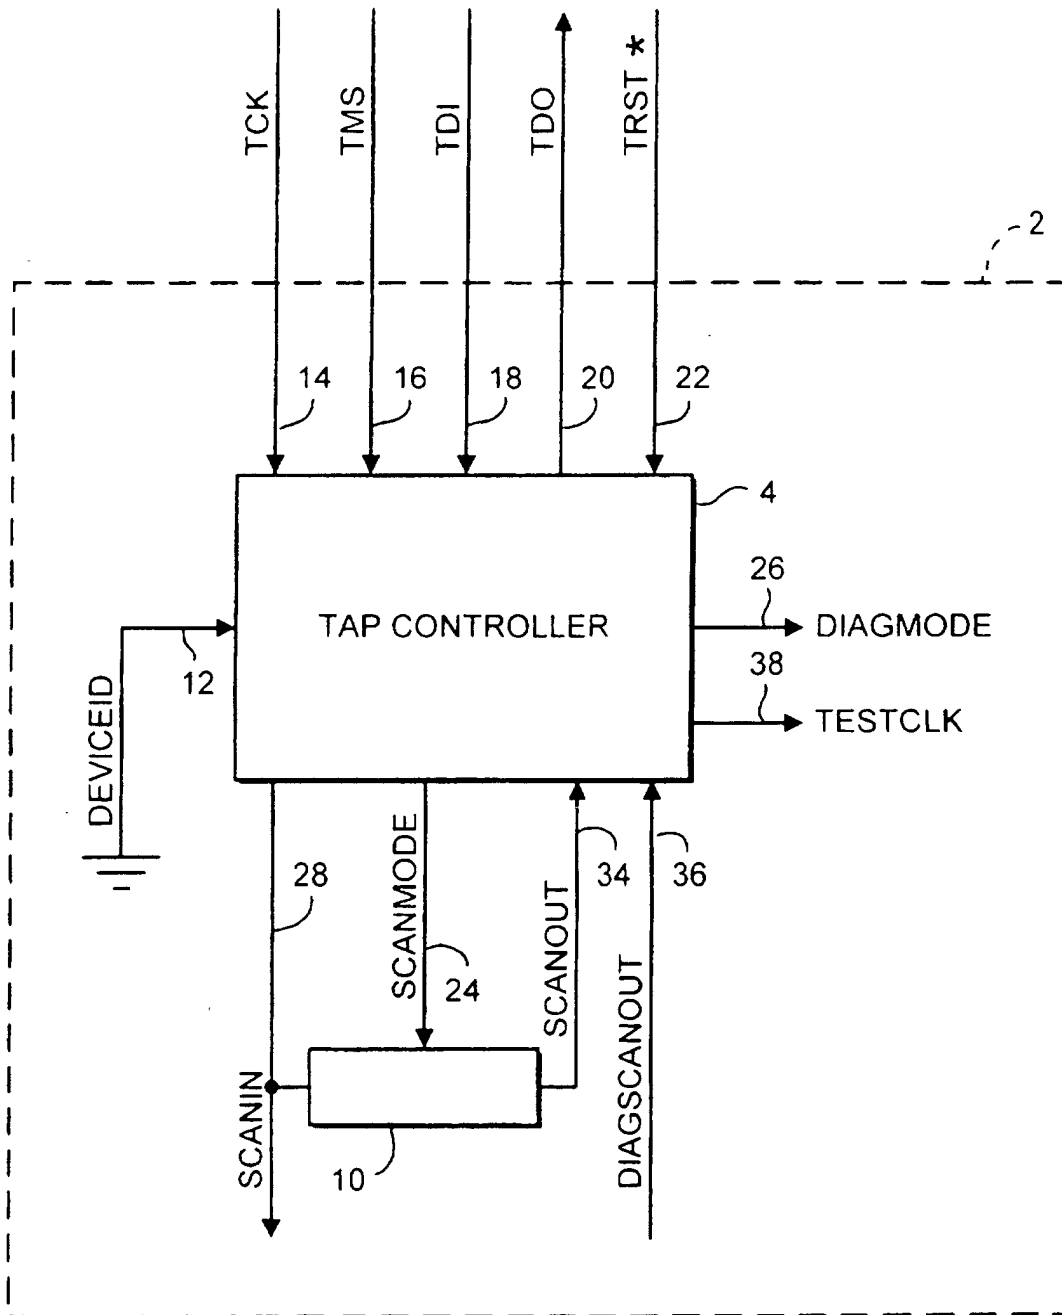 TCK
TMS
TDI
TDO
TRST *
2
14
16
18
20
22
4
TAP CONTROLLER
26
DIAGMODE
12
38
TESTCLK
DEVICEID
28
SCANMODE
24
SCANOUT
34
36
DIAGSCANOUT
SCANIN
10